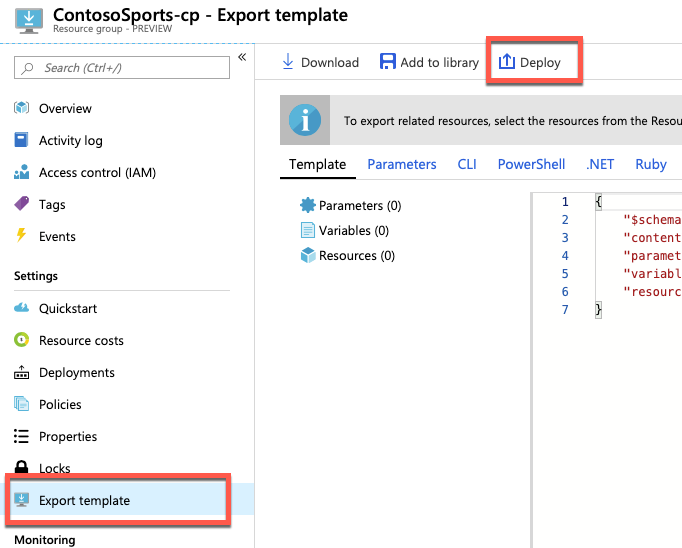 ContosoSports-cp - Export template
Resource group - PREVIEW
Search (Ctrl+/)
«
Overview
Activity log
Access control (IAM)
Tags
Events
Settings
Quickstart
Resource costs
Deployments
Policies
Properties
Locks
Export template
Monitoring
Download Add to library Deploy
To export related resources, select the resources from the Resou
Template Parameters CLI PowerShell .NET Ruby
Parameters (0)
Variables (0)
Resources (0)
1 {
2 "$schema
3 "content
4 "paramet
5 "variabl
6 "resourc
7 }